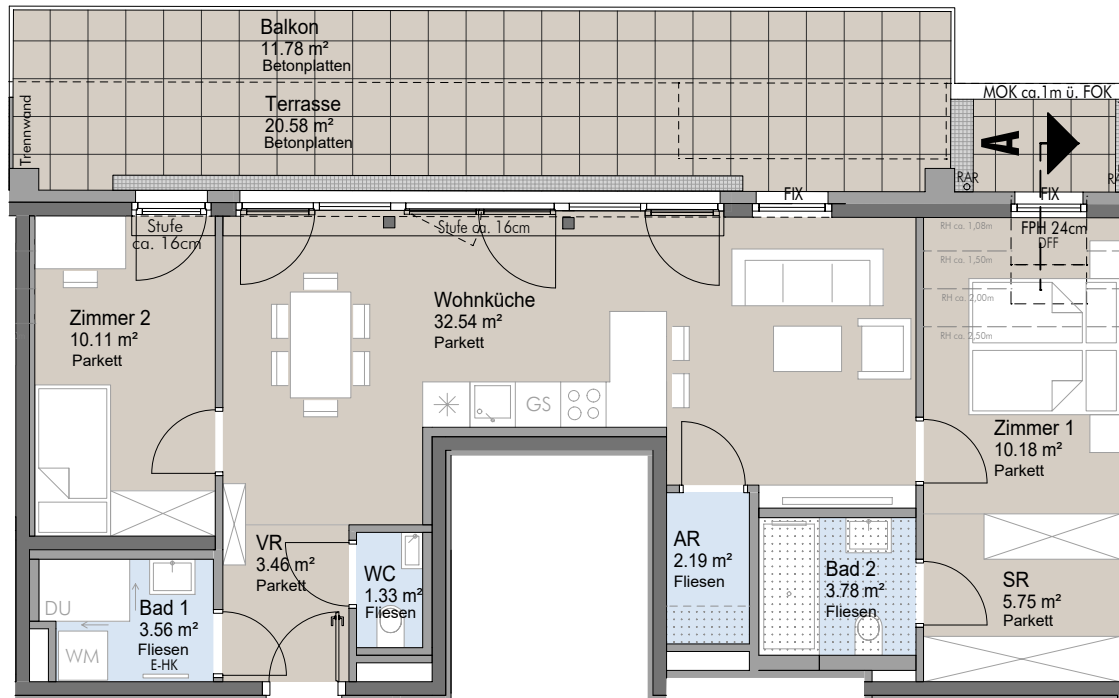 Balkon
11.78 m²
Betonplatten
Terrasse
20.58 m²
Betonplatten
Trennwand
MOK ca.1m ü. FOK
A
RAR
FIX
FIX
Stufe
ca. 16cm
Stufe ca. 16cm
FPH 24cm
DFF
RH ca. 1,08m
RH ca. 1,50m
RH ca. 2,00m
RH ca. 2,50m
Zimmer 2
10.11 m²
Parkett
Wohnküche
32.54 m²
Parkett
GS
Zimmer 1
10.18 m²
Parkett
VR
3.46 m²
Parkett
WC
1.33 m²
Fliesen
AR
2.19 m²
Fliesen
Bad 2
3.78 m²
Fliesen
SR
5.75 m²
Parkett
DU
Bad 1
3.56 m²
Fliesen
E-HK
WM